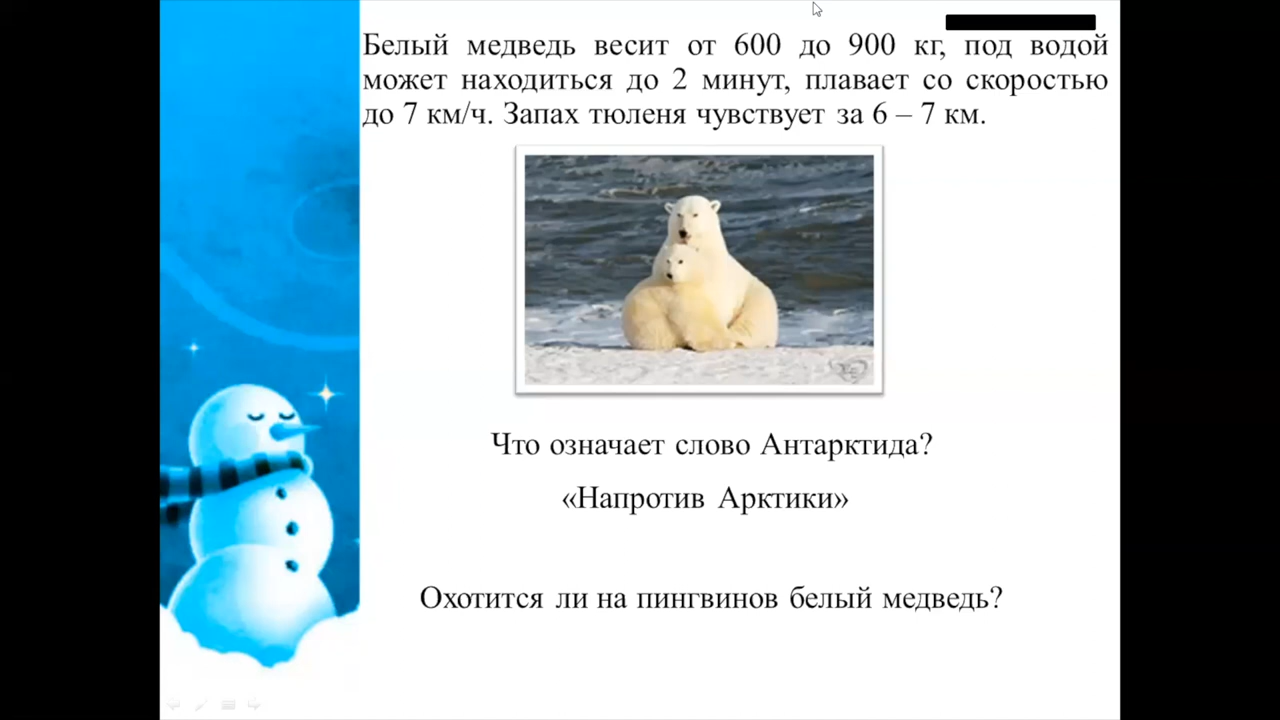 Белый медведь весит от 600 до 900 кг, под водой
может находиться до 2 минут, плавает со скоростью
до 7 км/ч. Запах тюленя чувствует за 6 – 7 км.
Что означает слово Антарктида?
«Напротив Арктики»
Охотится ли на пингвинов белый медведь?